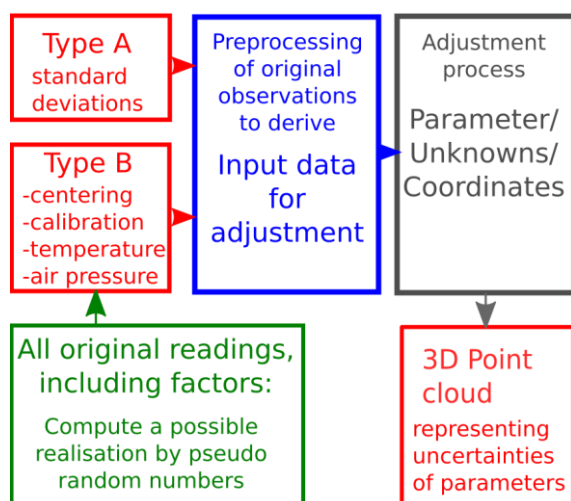 Type A
standard
deviations
Type B
-centering
-calibration
-temperature
-air pressure
All original readings,
including factors:
Compute a possible
realisation by pseudo
random numbers
Preprocessing
of original
observations
to derive
Input data
for
adjustment
Adjustment
process
Parameter/
Unknowns/
Coordinates
3D Point
cloud
representing
uncertainties
of parameters